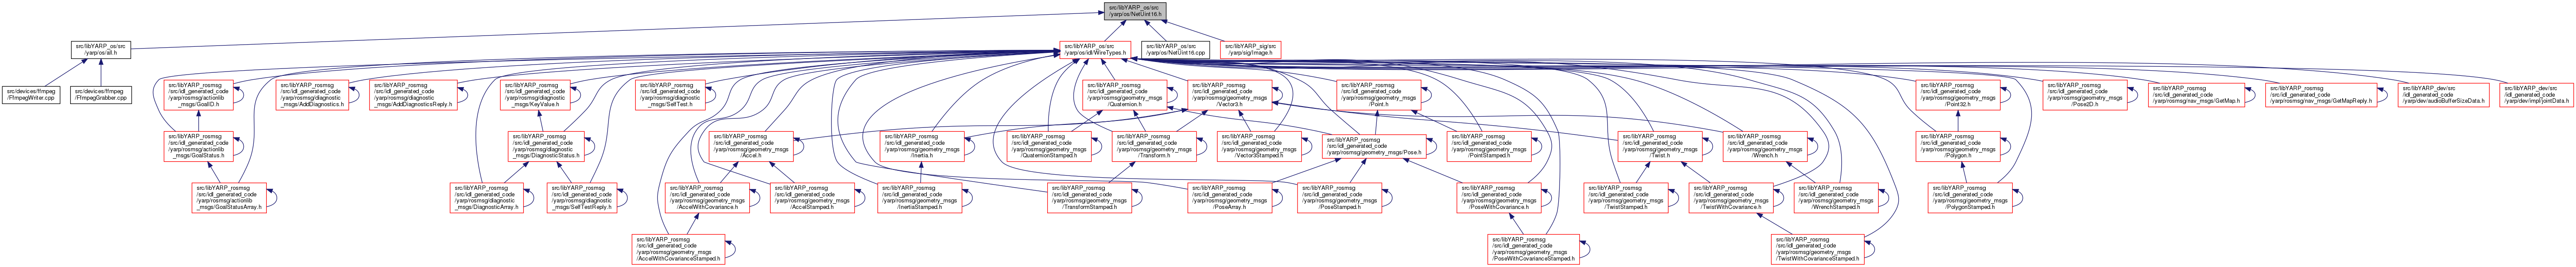 src/libYARP_os/src
/yarp/os/NetUint16.h
src/libYARP_os/src
/yarp/os/all.h
src/libYARP_os/src
/yarp/os/idl/WireTypes.h
src/libYARP_os/src
/yarp/os/NetUint16.cpp
src/libYARP_sig/src
/yarp/sig/Image.h
src/devices/ffmpeg
/FfmpegWriter.cpp
src/devices/ffmpeg
/FfmpegGrabber.cpp
src/libYARP_rosmsg
/src/idl_generated_code
/yarp/rosmsg/actionlib
_msgs/GoalID.h
src/libYARP_rosmsg
/src/idl_generated_code
/yarp/rosmsg/diagnostic
_msgs/AddDiagnostics.h
src/libYARP_rosmsg
/src/idl_generated_code
/yarp/rosmsg/diagnostic
_msgs/AddDiagnosticsReply.h
src/libYARP_rosmsg
/src/idl_generated_code
/yarp/rosmsg/diagnostic
_msgs/KeyValue.h
src/libYARP_rosmsg
/src/idl_generated_code
/yarp/rosmsg/diagnostic
_msgs/SelfTest.h
src/libYARP_rosmsg
/src/idl_generated_code
/yarp/rosmsg/geometry_msgs
/Quaternion.h
src/libYARP_rosmsg
/src/idl_generated_code
/yarp/rosmsg/geometry_msgs
/Vector3.h
src/libYARP_rosmsg
/src/idl_generated_code
/yarp/rosmsg/geometry_msgs
/Point.h
src/libYARP_rosmsg
/src/idl_generated_code
/yarp/rosmsg/geometry_msgs
/Point32.h
src/libYARP_rosmsg
/src/idl_generated_code
/yarp/rosmsg/geometry_msgs
/Pose2D.h
src/libYARP_rosmsg
/src/idl_generated_code
/yarp/rosmsg/nav_msgs/GetMap.h
src/libYARP_rosmsg
/src/idl_generated_code
/yarp/rosmsg/nav_msgs/GetMapReply.h
src/libYARP_dev/src
/idl_generated_code
/yarp/dev/audioBufferSizeData.h
src/libYARP_dev/src
/idl_generated_code
/yarp/dev/impl/jointData.h
src/libYARP_rosmsg
/src/idl_generated_code
/yarp/rosmsg/actionlib
_msgs/GoalStatus.h
src/libYARP_rosmsg
/src/idl_generated_code
/yarp/rosmsg/diagnostic
_msgs/DiagnosticStatus.h
src/libYARP_rosmsg
/src/idl_generated_code
/yarp/rosmsg/geometry_msgs
/Accel.h
src/libYARP_rosmsg
/src/idl_generated_code
/yarp/rosmsg/geometry_msgs
/Inertia.h
src/libYARP_rosmsg
/src/idl_generated_code
/yarp/rosmsg/geometry_msgs
/QuaternionStamped.h
src/libYARP_rosmsg
/src/idl_generated_code
/yarp/rosmsg/geometry_msgs
/Transform.h
src/libYARP_rosmsg
/src/idl_generated_code
/yarp/rosmsg/geometry_msgs
/Vector3Stamped.h
src/libYARP_rosmsg
/src/idl_generated_code
/yarp/rosmsg/geometry_msgs/Pose.h
src/libYARP_rosmsg
/src/idl_generated_code
/yarp/rosmsg/geometry_msgs
/PointStamped.h
src/libYARP_rosmsg
/src/idl_generated_code
/yarp/rosmsg/geometry_msgs
/Twist.h
src/libYARP_rosmsg
/src/idl_generated_code
/yarp/rosmsg/geometry_msgs
/Wrench.h
src/libYARP_rosmsg
/src/idl_generated_code
/yarp/rosmsg/geometry_msgs
/Polygon.h
src/libYARP_rosmsg
/src/idl_generated_code
/yarp/rosmsg/actionlib
_msgs/GoalStatusArray.h
src/libYARP_rosmsg
/src/idl_generated_code
/yarp/rosmsg/diagnostic
_msgs/DiagnosticArray.h
src/libYARP_rosmsg
/src/idl_generated_code
/yarp/rosmsg/diagnostic
_msgs/SelfTestReply.h
src/libYARP_rosmsg
/src/idl_generated_code
/yarp/rosmsg/geometry_msgs
/AccelWithCovariance.h
src/libYARP_rosmsg
/src/idl_generated_code
/yarp/rosmsg/geometry_msgs
/AccelStamped.h
src/libYARP_rosmsg
/src/idl_generated_code
/yarp/rosmsg/geometry_msgs
/InertiaStamped.h
src/libYARP_rosmsg
/src/idl_generated_code
/yarp/rosmsg/geometry_msgs
/TransformStamped.h
src/libYARP_rosmsg
/src/idl_generated_code
/yarp/rosmsg/geometry_msgs
/PoseArray.h
src/libYARP_rosmsg
/src/idl_generated_code
/yarp/rosmsg/geometry_msgs
/PoseStamped.h
src/libYARP_rosmsg
/src/idl_generated_code
/yarp/rosmsg/geometry_msgs
/PoseWithCovariance.h
src/libYARP_rosmsg
/src/idl_generated_code
/yarp/rosmsg/geometry_msgs
/TwistStamped.h
src/libYARP_rosmsg
/src/idl_generated_code
/yarp/rosmsg/geometry_msgs
/TwistWithCovariance.h
src/libYARP_rosmsg
/src/idl_generated_code
/yarp/rosmsg/geometry_msgs
/WrenchStamped.h
src/libYARP_rosmsg
/src/idl_generated_code
/yarp/rosmsg/geometry_msgs
/PolygonStamped.h
src/libYARP_rosmsg
/src/idl_generated_code
/yarp/rosmsg/geometry_msgs
/AccelWithCovarianceStamped.h
src/libYARP_rosmsg
/src/idl_generated_code
/yarp/rosmsg/geometry_msgs
/PoseWithCovarianceStamped.h
src/libYARP_rosmsg
/src/idl_generated_code
/yarp/rosmsg/geometry_msgs
/TwistWithCovarianceStamped.h